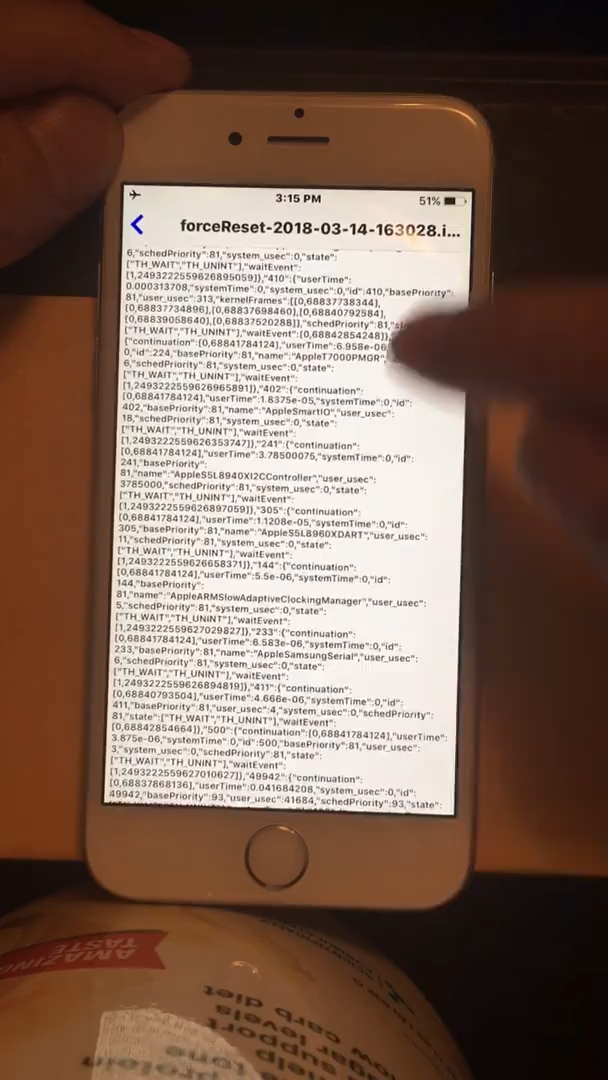 3:15 PM
51%
forceReset-2018-03-14-163028.i...
6,"schedPriority":81,"system_usec":0,"state":
["TH_WAIT","TH_UNINT"],"waitEvent":
[1,2493222559626895059]},"410":{"userTime":
0.000313708,"systemTime":0,"system_usec":0,"id":410,"basePriority":
81,"user_usec":313,"kernelFrames":[[0,68837738344],
[0,68837734896],[0,68837698460],[0,68840792584],
[0,68839058640],[0,68837520288]],"schedPriority":81,
["TH_WAIT","TH_UNINT"],"waitEvent":[0,68842854248]},
{"continuation":[0,68841784124],"userTime":6.958e-06
0,"id":224,"basePriority":81,"name":"AppleT7000PMGR",
6,"schedPriority":81,"system_usec":0,"state":
["TH_WAIT","TH_UNINT"],"waitEvent":
[1,2493222559626965891]},"402":{"continuation":
[0,68841784124],"userTime":1.8375e-05,"systemTime":0,"id":
402,"basePriority":81,"name":"AppleSmartIO","user_usec":
18,"schedPriority":81,"system_usec":0,"state":
["TH_WAIT","TH_UNINT"],"waitEvent":
[1,2493222559626353747]},"241":{"continuation":
[0,68841784124],"userTime":3.78500075,"systemTime":0,"id":
241,"basePriority":
81,"name":"AppleS5L8940XI2CController","user_usec":
3785000,"schedPriority":81,"system_usec":0,"state":
["TH_WAIT","TH_UNINT"],"waitEvent":
[1,2493222559626897059]},"305":{"continuation":
[0,68841784124],"userTime":1.1208e-05,"systemTime":0,"id":
305,"basePriority":81,"name":"AppleS5L8960XDART","user_usec":
11,"schedPriority":81,"system_usec":0,"state":
["TH_WAIT","TH_UNINT"],"waitEvent":
[1,2493222559626658371]},"144":{"continuation":
[0,68841784124],"userTime":5.5e-06,"systemTime":0,"id":
144,"basePriority":
81,"name":"AppleARMSlowAdaptiveClockingManager","user_usec":
5,"schedPriority":81,"system_usec":0,"state":
["TH_WAIT","TH_UNINT"],"waitEvent":
[1,2493222559627029827]},"233":{"continuation":
[0,68841784124],"userTime":6.583e-06,"systemTime":0,"id":
233,"basePriority":81,"name":"AppleSamsungSerial","user_usec":
6,"schedPriority":81,"system_usec":0,"state":
["TH_WAIT","TH_UNINT"],"waitEvent":
[1,2493222559626894819]},"411":{"continuation":
[0,68840793504],"userTime":4.666e-06,"systemTime":0,"id":
411,"basePriority":81,"user_usec":4,"system_usec":0,"schedPriority":
81,"state":["TH_WAIT","TH_UNINT"],"waitEvent":
[0,68842854664]},"500":{"continuation":[0,68841784124],"userTime":
3.875e-06,"systemTime":0,"id":500,"basePriority":81,"user_usec":
3,"system_usec":0,"schedPriority":81,"state":
["TH_WAIT","TH_UNINT"],"waitEvent":
[1,2493222559627010627]},"49942":{"continuation":
[0,68837868136],"userTime":0.041684208,"system_usec":0,"id":
49942,"basePriority":93,"user_usec":41684,"schedPriority":93,"state":
AMAZING
TASTE
low carb diet
levels
support
help
tone
protein